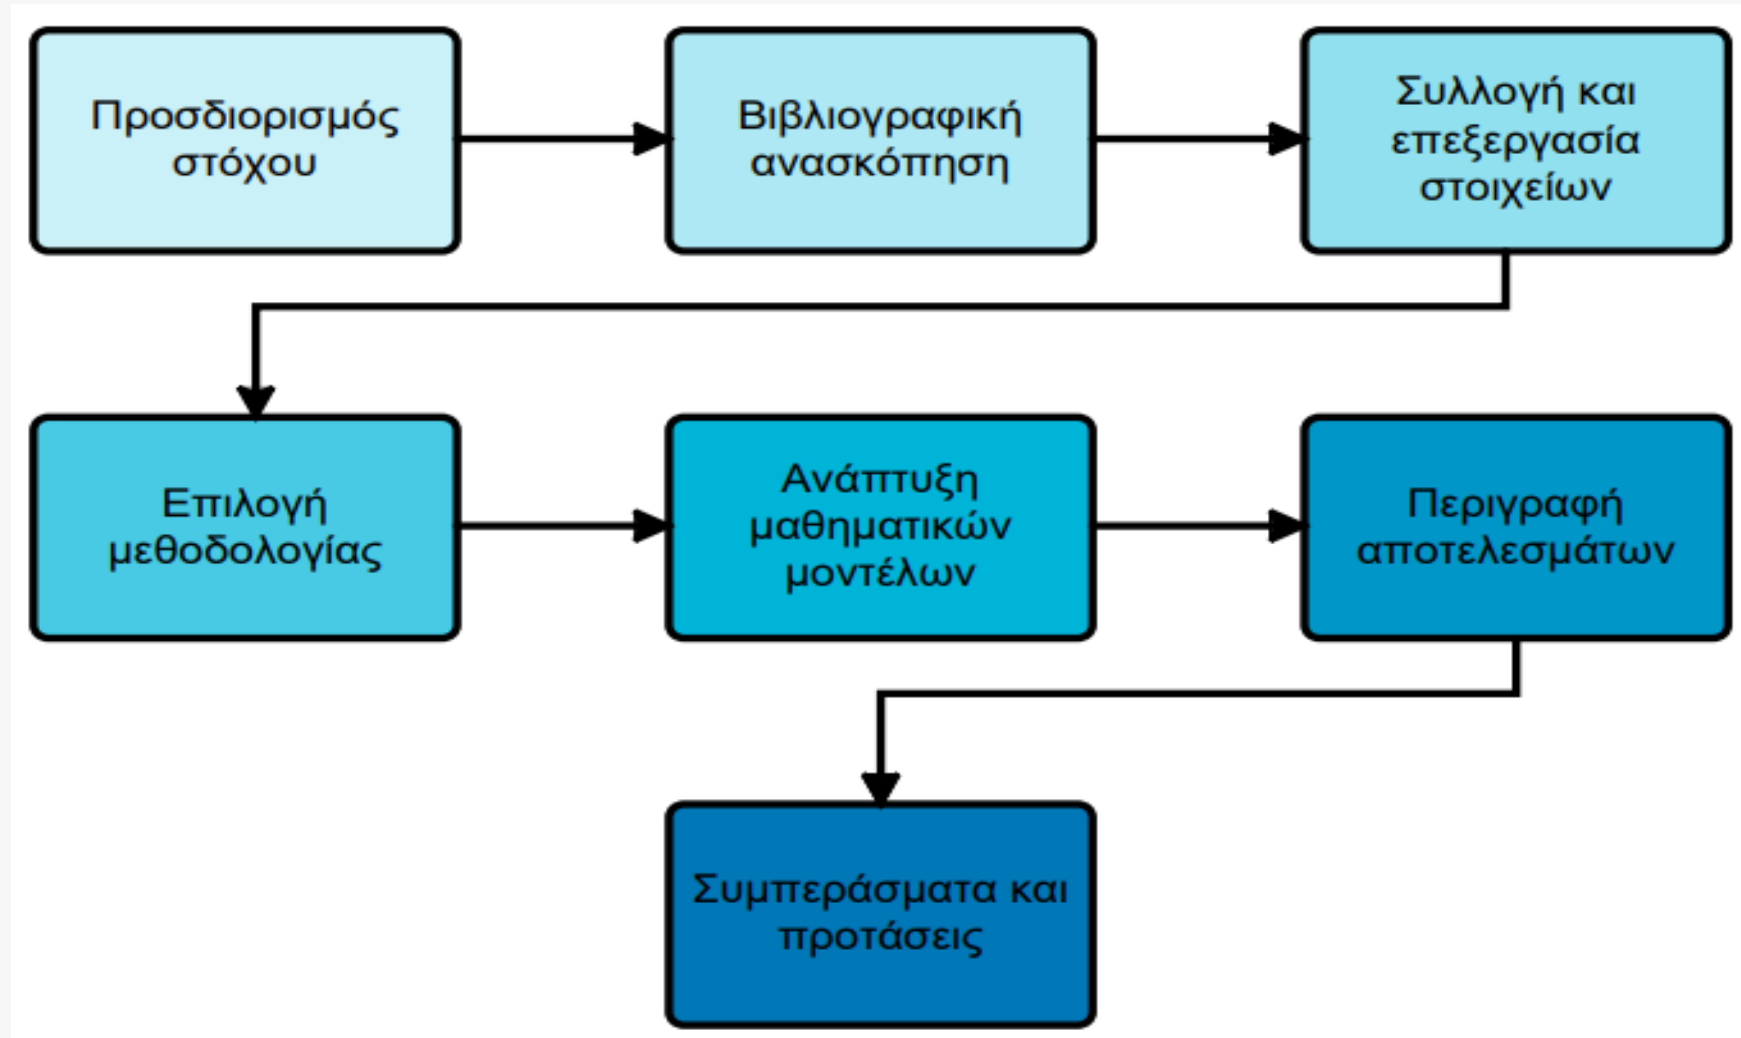 Προσδιορισμός
στόχου
Βιβλιογραφική
ανασκόπηση
Συλλογή και
επεξεργασία
στοιχείων
Επιλογή
μεθοδολογίας
Ανάπτυξη
μαθηματικών
μοντέλων
Περιγραφή
αποτελεσμάτων
Συμπεράσματα και
προτάσεις